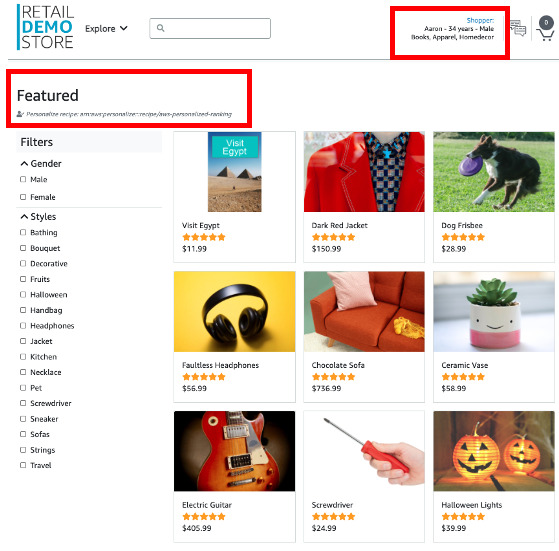 RETAIL
DEMO
STORE
Explore
Shopper:
Aaron - 34 years - Male
Books, Apparel, Homedecor
0
Featured
Personalize recipe: arn:aws:personalize:::recipe/aws-personalized-ranking
Filters
Gender
Male
Female
Styles
Bathing
Bouquet
Decorative
Fruits
Halloween
Handbag
Headphones
Jacket
Kitchen
Necklace
Pet
Screwdriver
Sneaker
Sofas
Strings
Travel
Visit
Egypt
Visit Egypt
$11.99
Dark Red Jacket
$150.99
Dog Frisbee
$28.99
Faultless Headphones
$56.99
Chocolate Sofa
$736.99
Ceramic Vase
$58.99
Electric Guitar
$405.99
Screwdriver
$24.99
Halloween Lights
$39.99